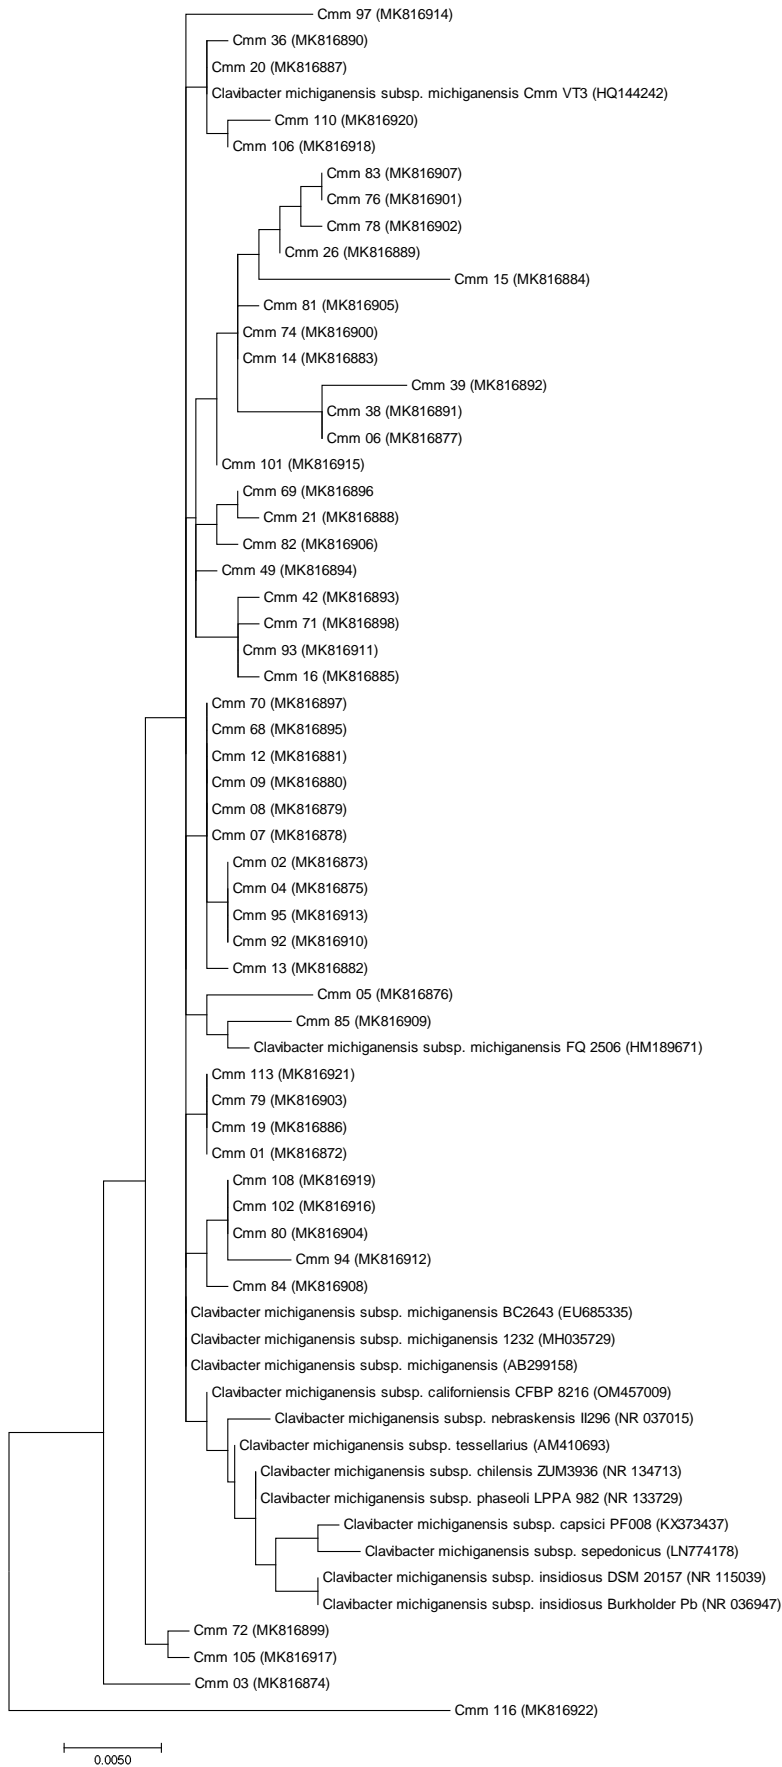 Cmm 97 (MK816914)
Cmm 36 (MK816890)
Cmm 20 (MK816887)
Clavibacter michiganensis subsp. michiganensis Cmm VT3 (HQ144242)
Cmm 110 (MK816920)
Cmm 106 (MK816918)
Cmm 83 (MK816907)
Cmm 76 (MK816901)
Cmm 78 (MK816902)
Cmm 26 (MK816889)
Cmm 15 (MK816884)
Cmm 81 (MK816905)
Cmm 74 (MK816900)
Cmm 14 (MK816883)
Cmm 39 (MK816892)
Cmm 38 (MK816891)
Cmm 06 (MK816877)
Cmm 101 (MK816915)
Cmm 69 (MK816896
Cmm 21 (MK816888)
Cmm 82 (MK816906)
Cmm 49 (MK816894)
Cmm 42 (MK816893)
Cmm 71 (MK816898)
Cmm 93 (MK816911)
Cmm 16 (MK816885)
Cmm 70 (MK816897)
Cmm 68 (MK816895)
Cmm 12 (MK816881)
Cmm 09 (MK816880)
Cmm 08 (MK816879)
Cmm 07 (MK816878)
Cmm 02 (MK816873)
Cmm 04 (MK816875)
Cmm 95 (MK816913)
Cmm 92 (MK816910)
Cmm 13 (MK816882)
Cmm 05 (MK816876)
Cmm 85 (MK816909)
Clavibacter michiganensis subsp. michiganensis FQ 2506 (HM189671)
Cmm 113 (MK816921)
Cmm 79 (MK816903)
Cmm 19 (MK816886)
Cmm 01 (MK816872)
Cmm 108 (MK816919)
Cmm 102 (MK816916)
Cmm 80 (MK816904)
Cmm 94 (MK816912)
Cmm 84 (MK816908)
Clavibacter michiganensis subsp. michiganensis BC2643 (EU685335)
Clavibacter michiganensis subsp. michiganensis 1232 (MH035729)
Clavibacter michiganensis subsp. michiganensis (AB299158)
Clavibacter michiganensis subsp. californiensis CFBP 8216 (OM457009)
Clavibacter michiganensis subsp. nebraskensis II296 (NR 037015)
Clavibacter michiganensis subsp. tessellarius (AM410693)
Clavibacter michiganensis subsp. chilensis ZUM3936 (NR 134713)
Clavibacter michiganensis subsp. phaseoli LPPA 982 (NR 133729)
Clavibacter michiganensis subsp. capsici PF008 (KX373437)
Clavibacter michiganensis subsp. sepedonicus (LN774178)
Clavibacter michiganensis subsp. insidiosus DSM 20157 (NR 115039)
Clavibacter michiganensis subsp. insidiosus Burkholder Pb (NR 036947)
Cmm 72 (MK816899)
Cmm 105 (MK816917)
Cmm 03 (MK816874)
Cmm 116 (MK816922)
0.0050